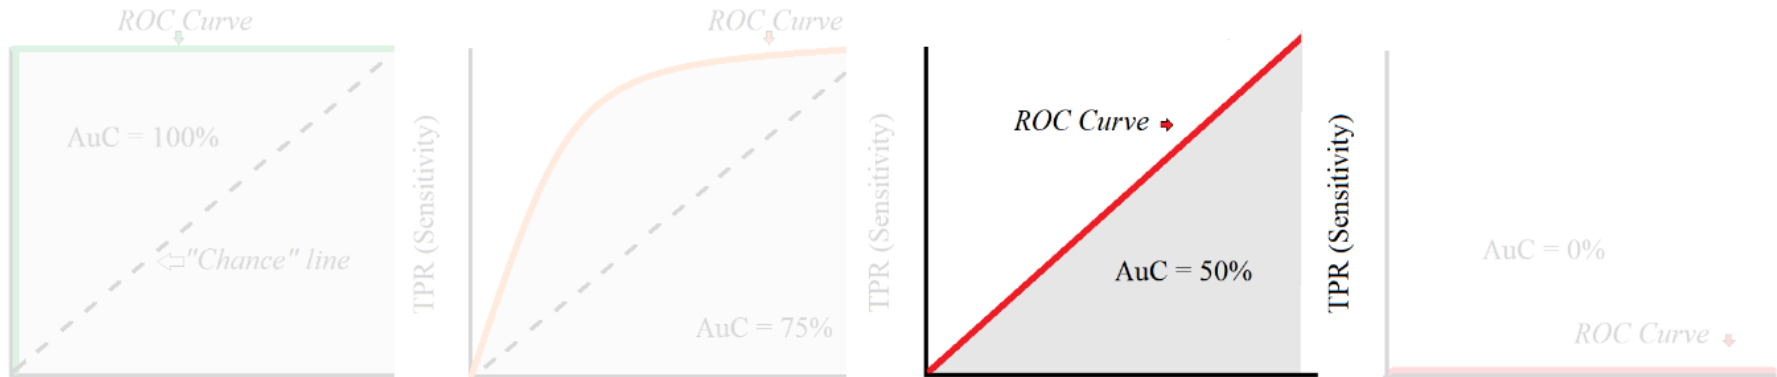 ROC Curve
AuC = 100%
"Chance" line
TPR (Sensitivity)
ROC Curve
AuC = 75%
TPR (Sensitivity)
ROC Curve
AuC = 50%
TPR (Sensitivity)
AuC = 0%
ROC Curve